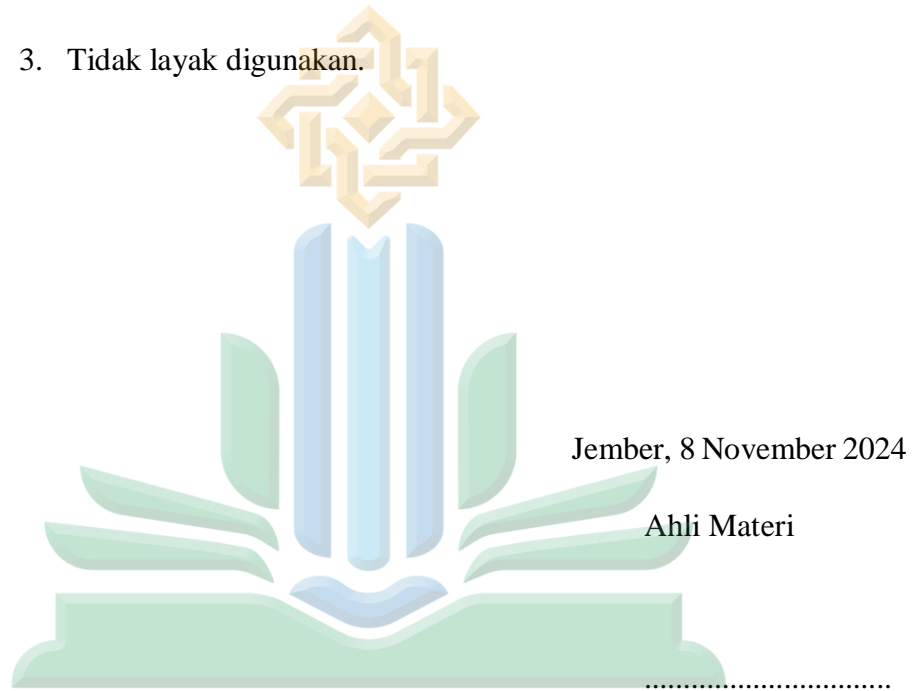 3. Tidak layak digunakan.
Jember, 8 November 2024
Ahli Materi
................................